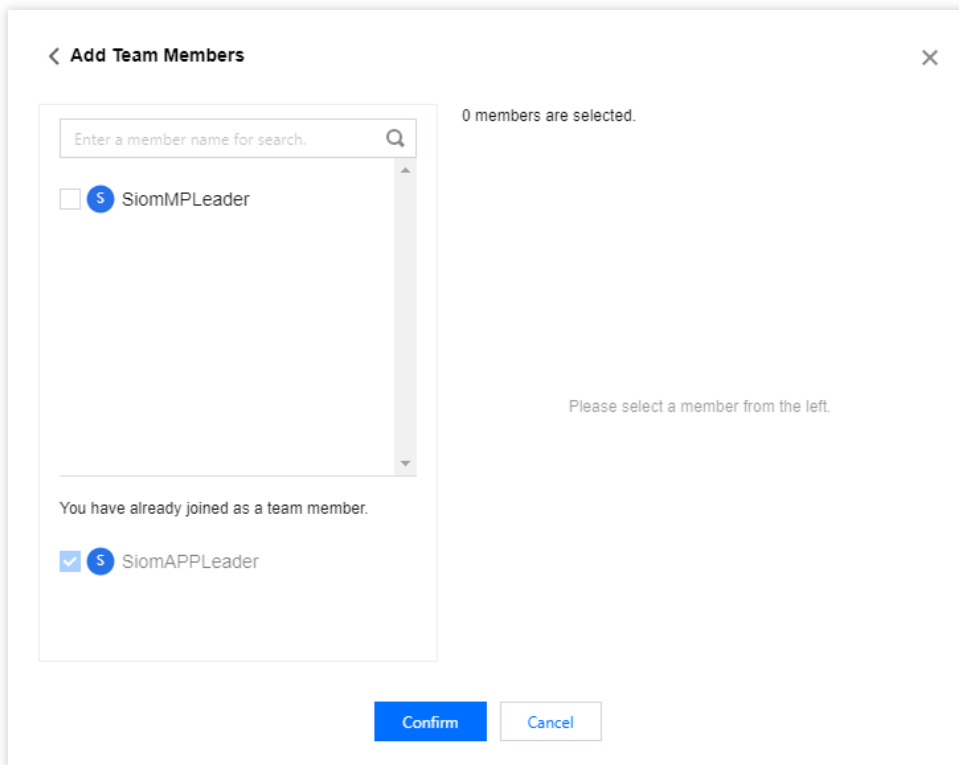 Add Team Members
Enter a member name for search.
0 members are selected.
S SiomMPLeader
Please select a member from the left.
You have already joined as a team member.
S SiomAPPLeader
Confirm
Cancel